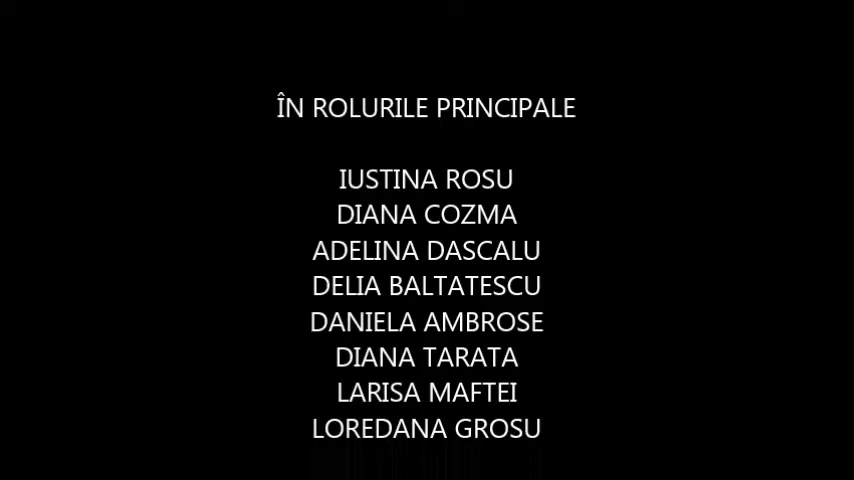 ÎN ROLURILE PRINCIPALE
IUSTINA ROSU
DIANA COZMA
ADELINA DASCALU
DELIA BALTATESCU
DANIELA AMBROSE
DIANA TARATA
LARISA MAFTEI
LOREDANA GROSU